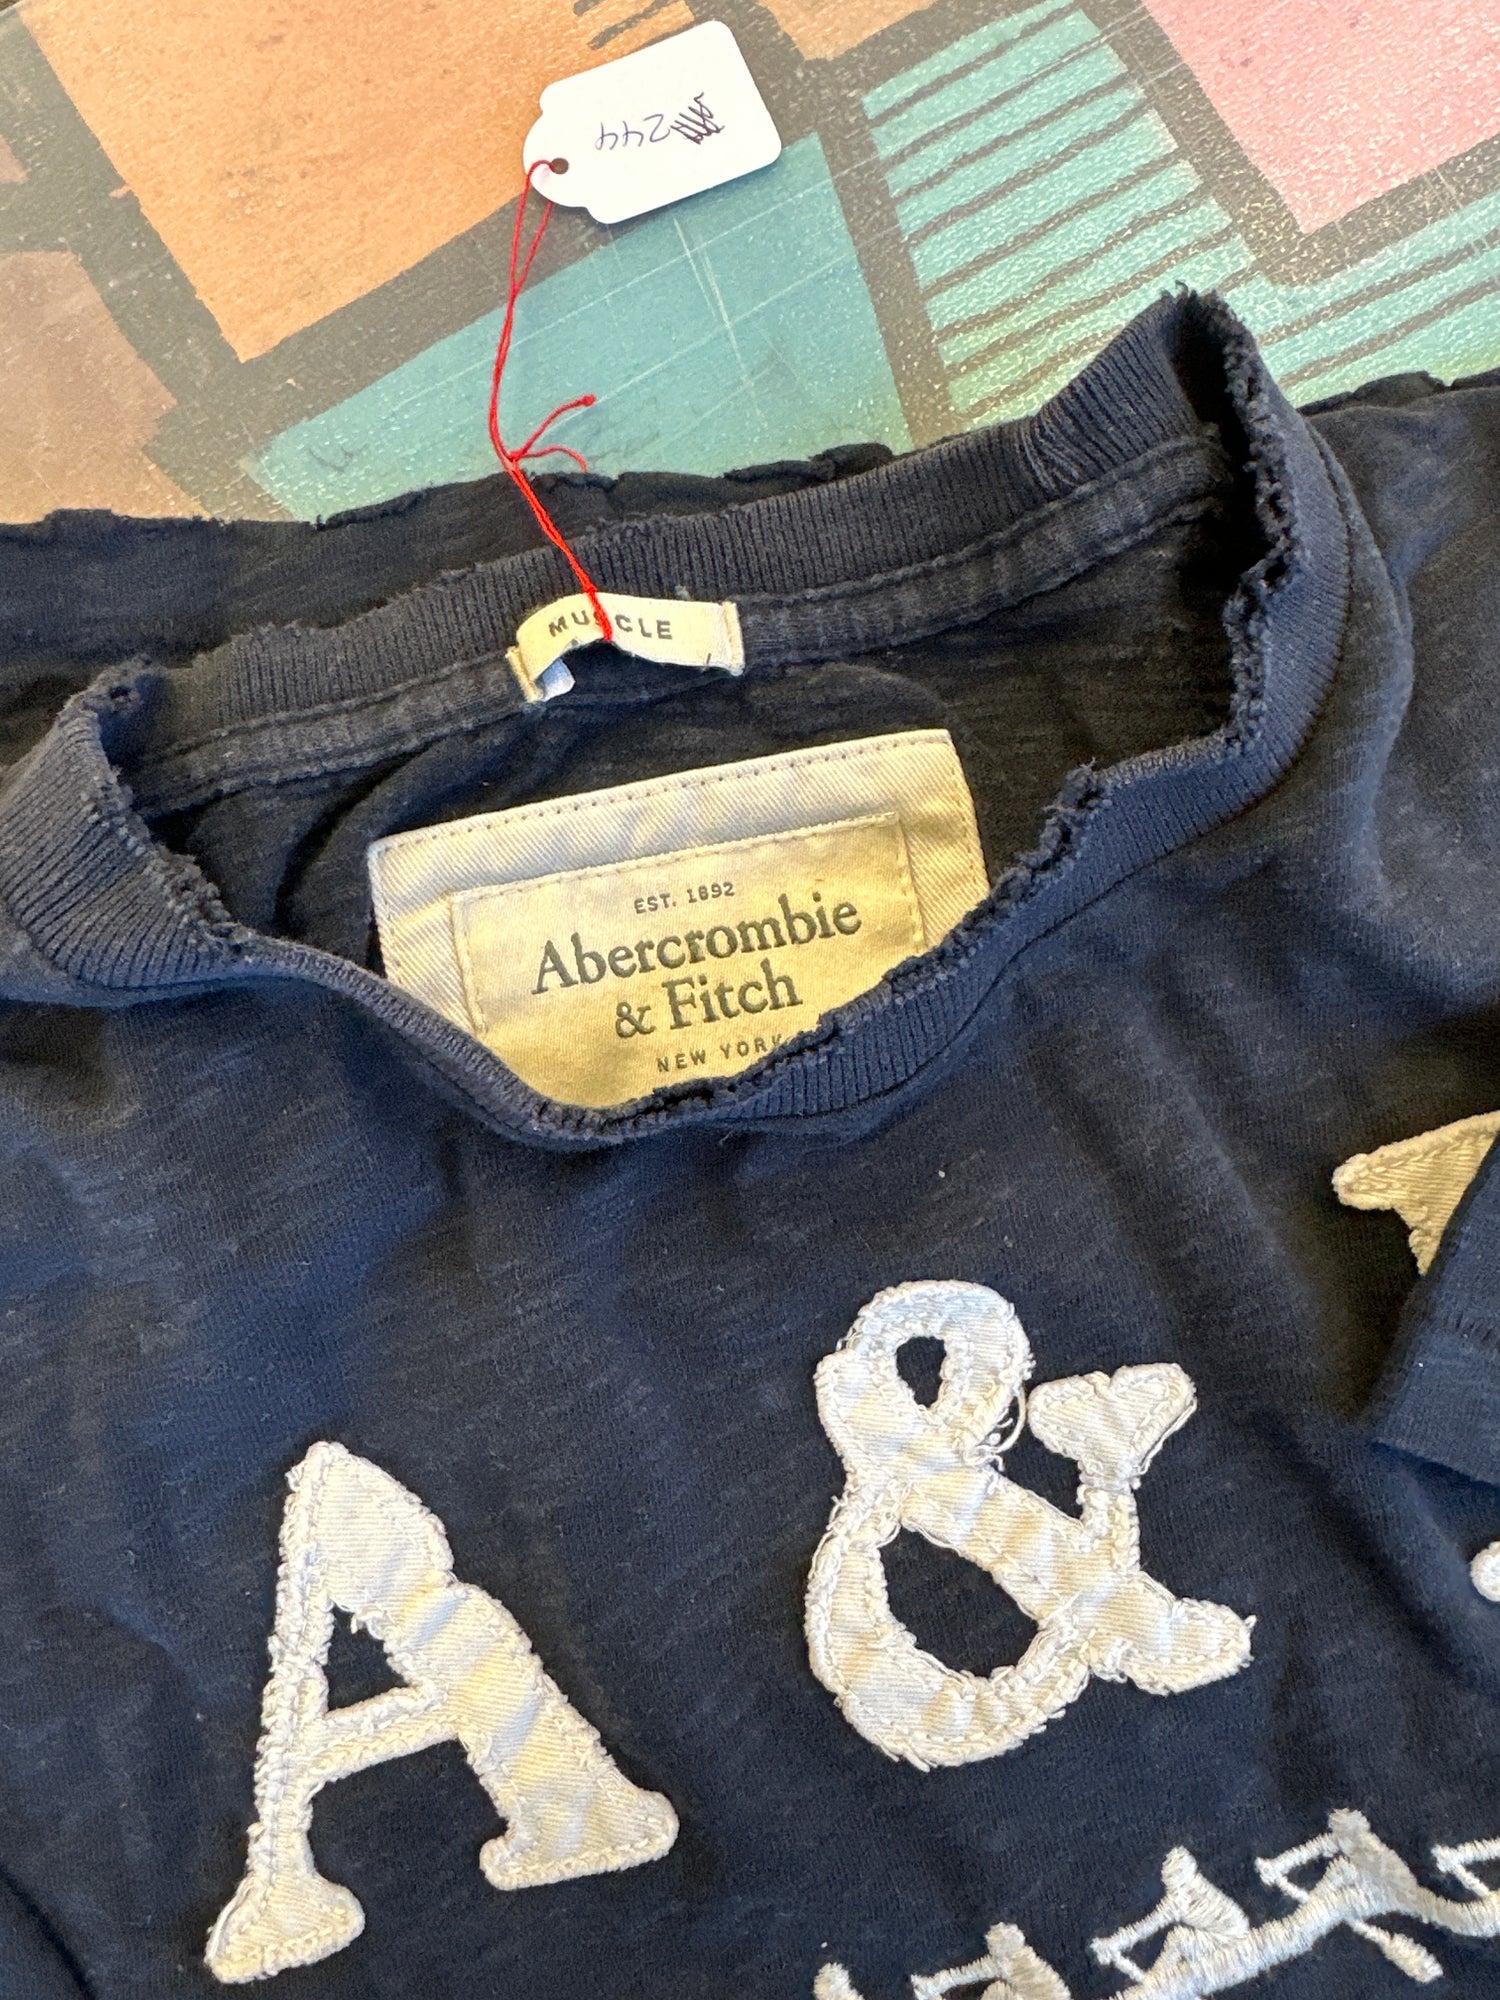 244
MUSCLE
EST. 1892
Abercrombie
& Fitch
NEW YORK
A &